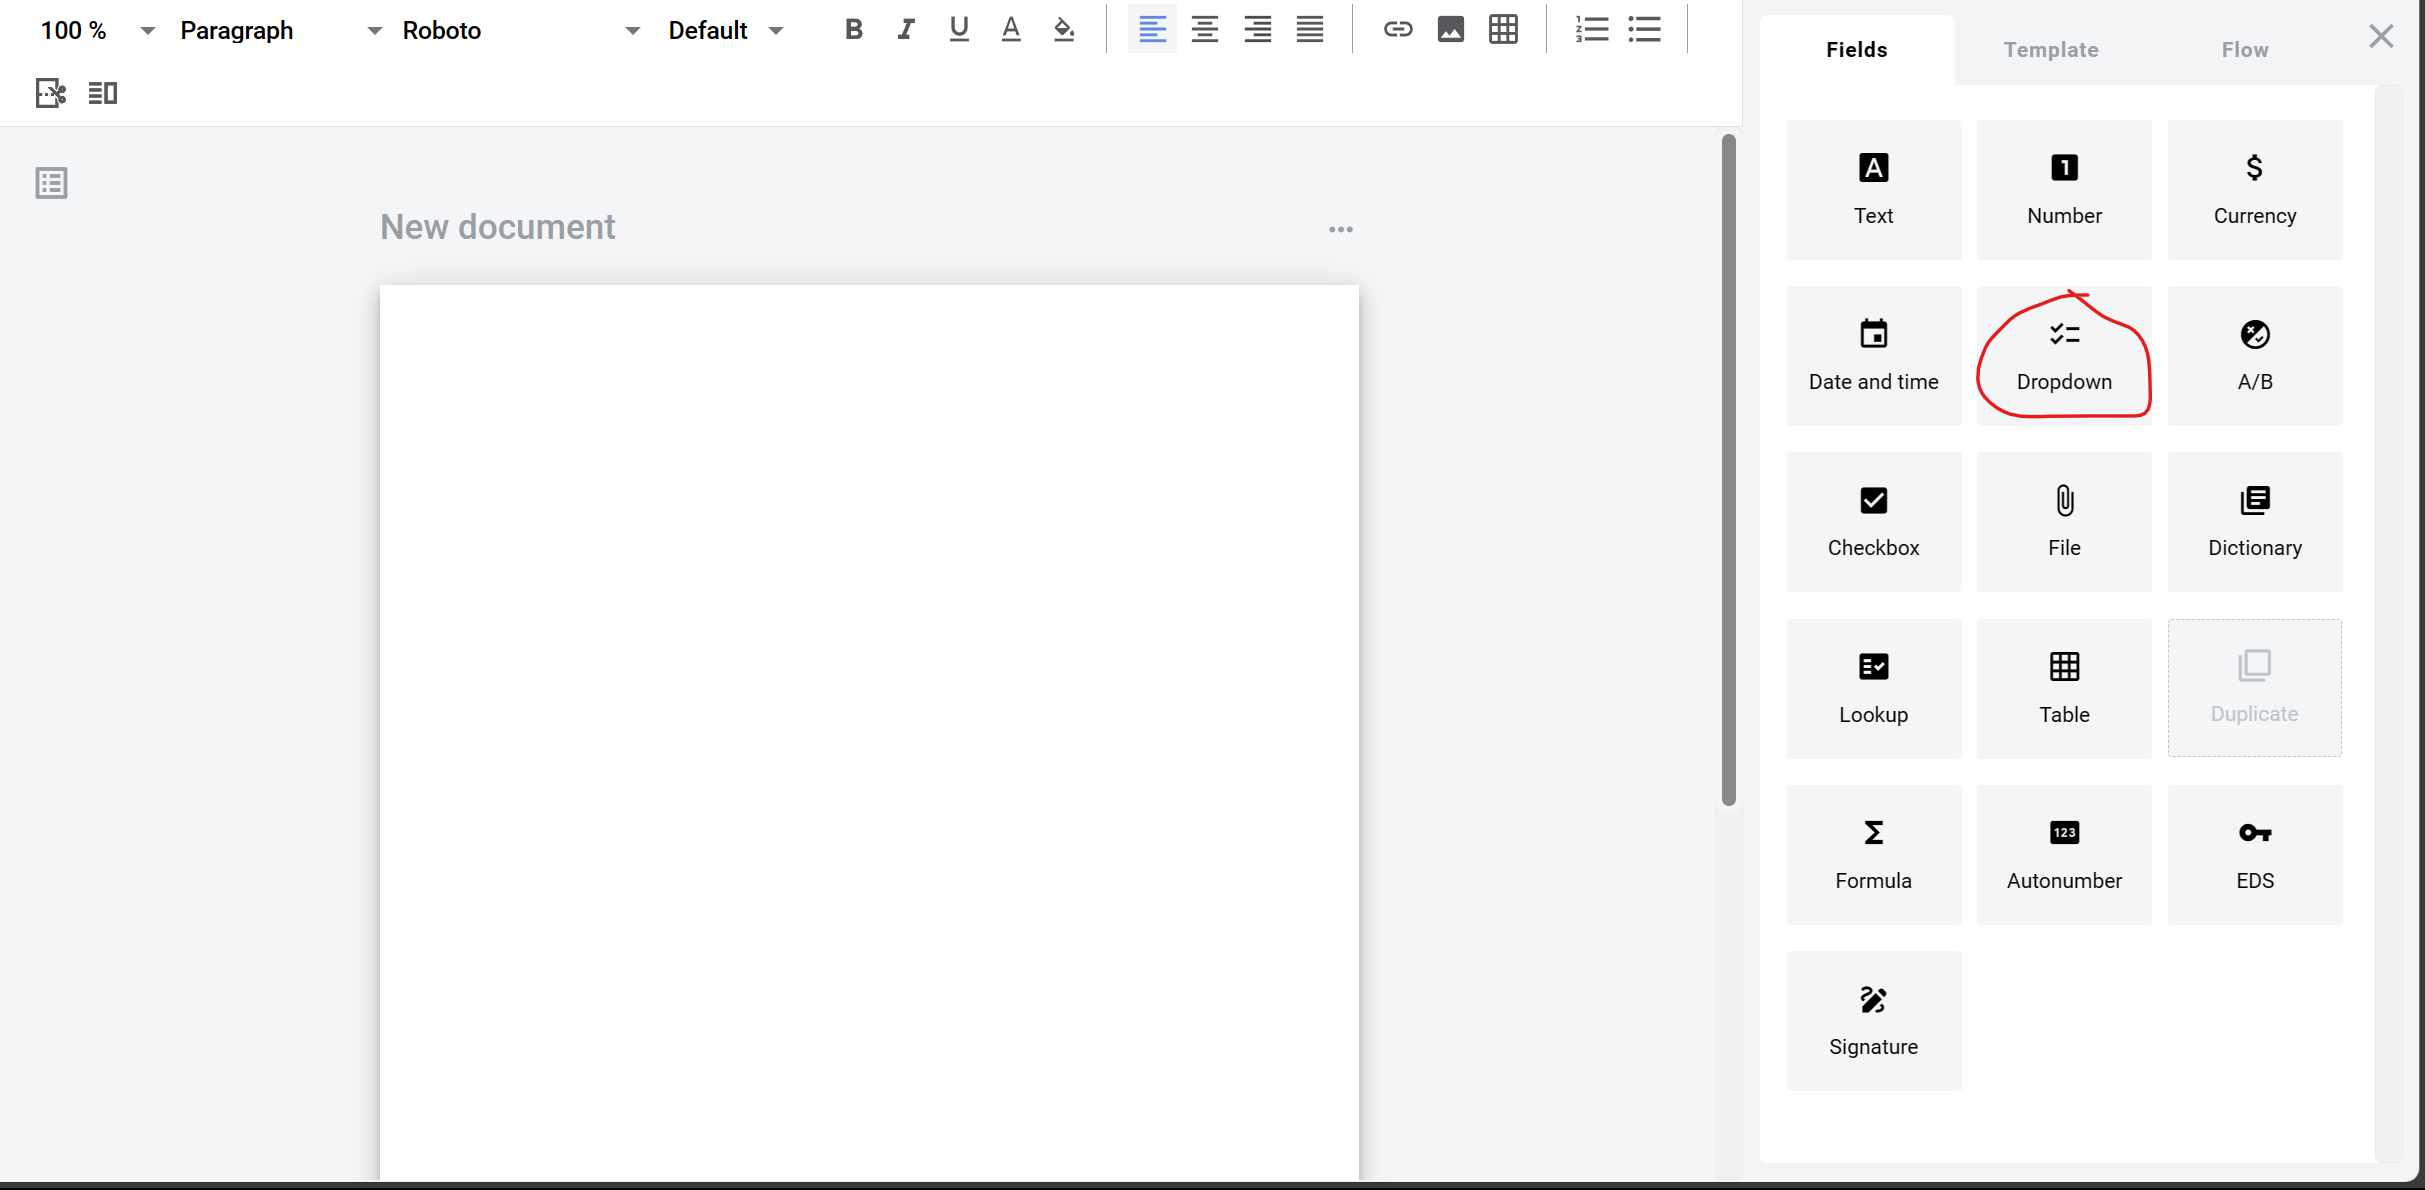 100 % Paragraph Roboto Default
Fields Template Flow
New document
Text Number Currency
Date and time Dropdown A/B
Checkbox File Dictionary
Lookup Table Duplicate
Formula Autonumber EDS
Signature